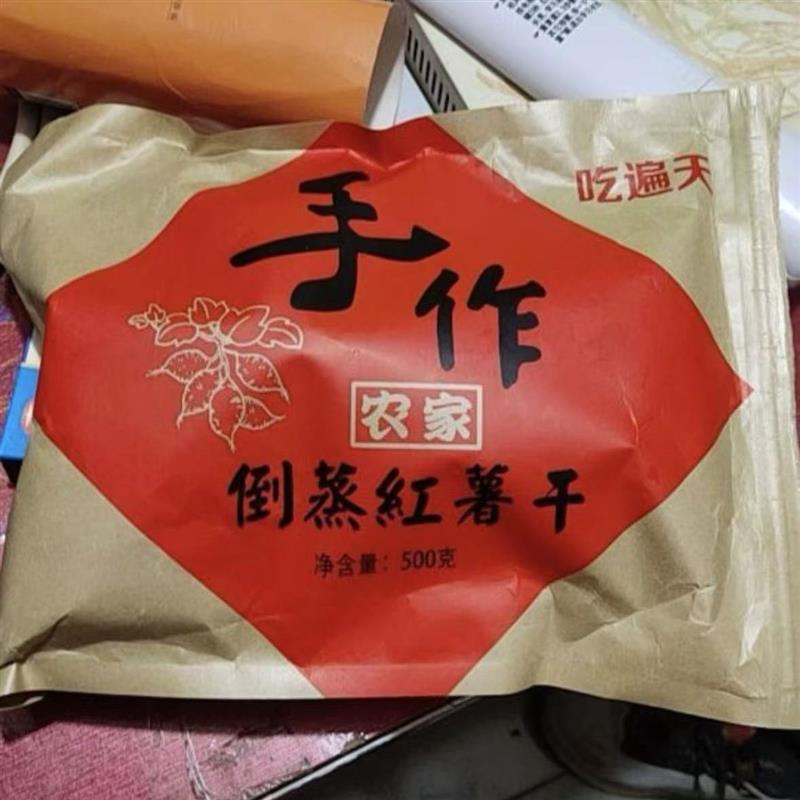 吃遍天
手作
农家
倒蒸紅薯干
净含量：500克